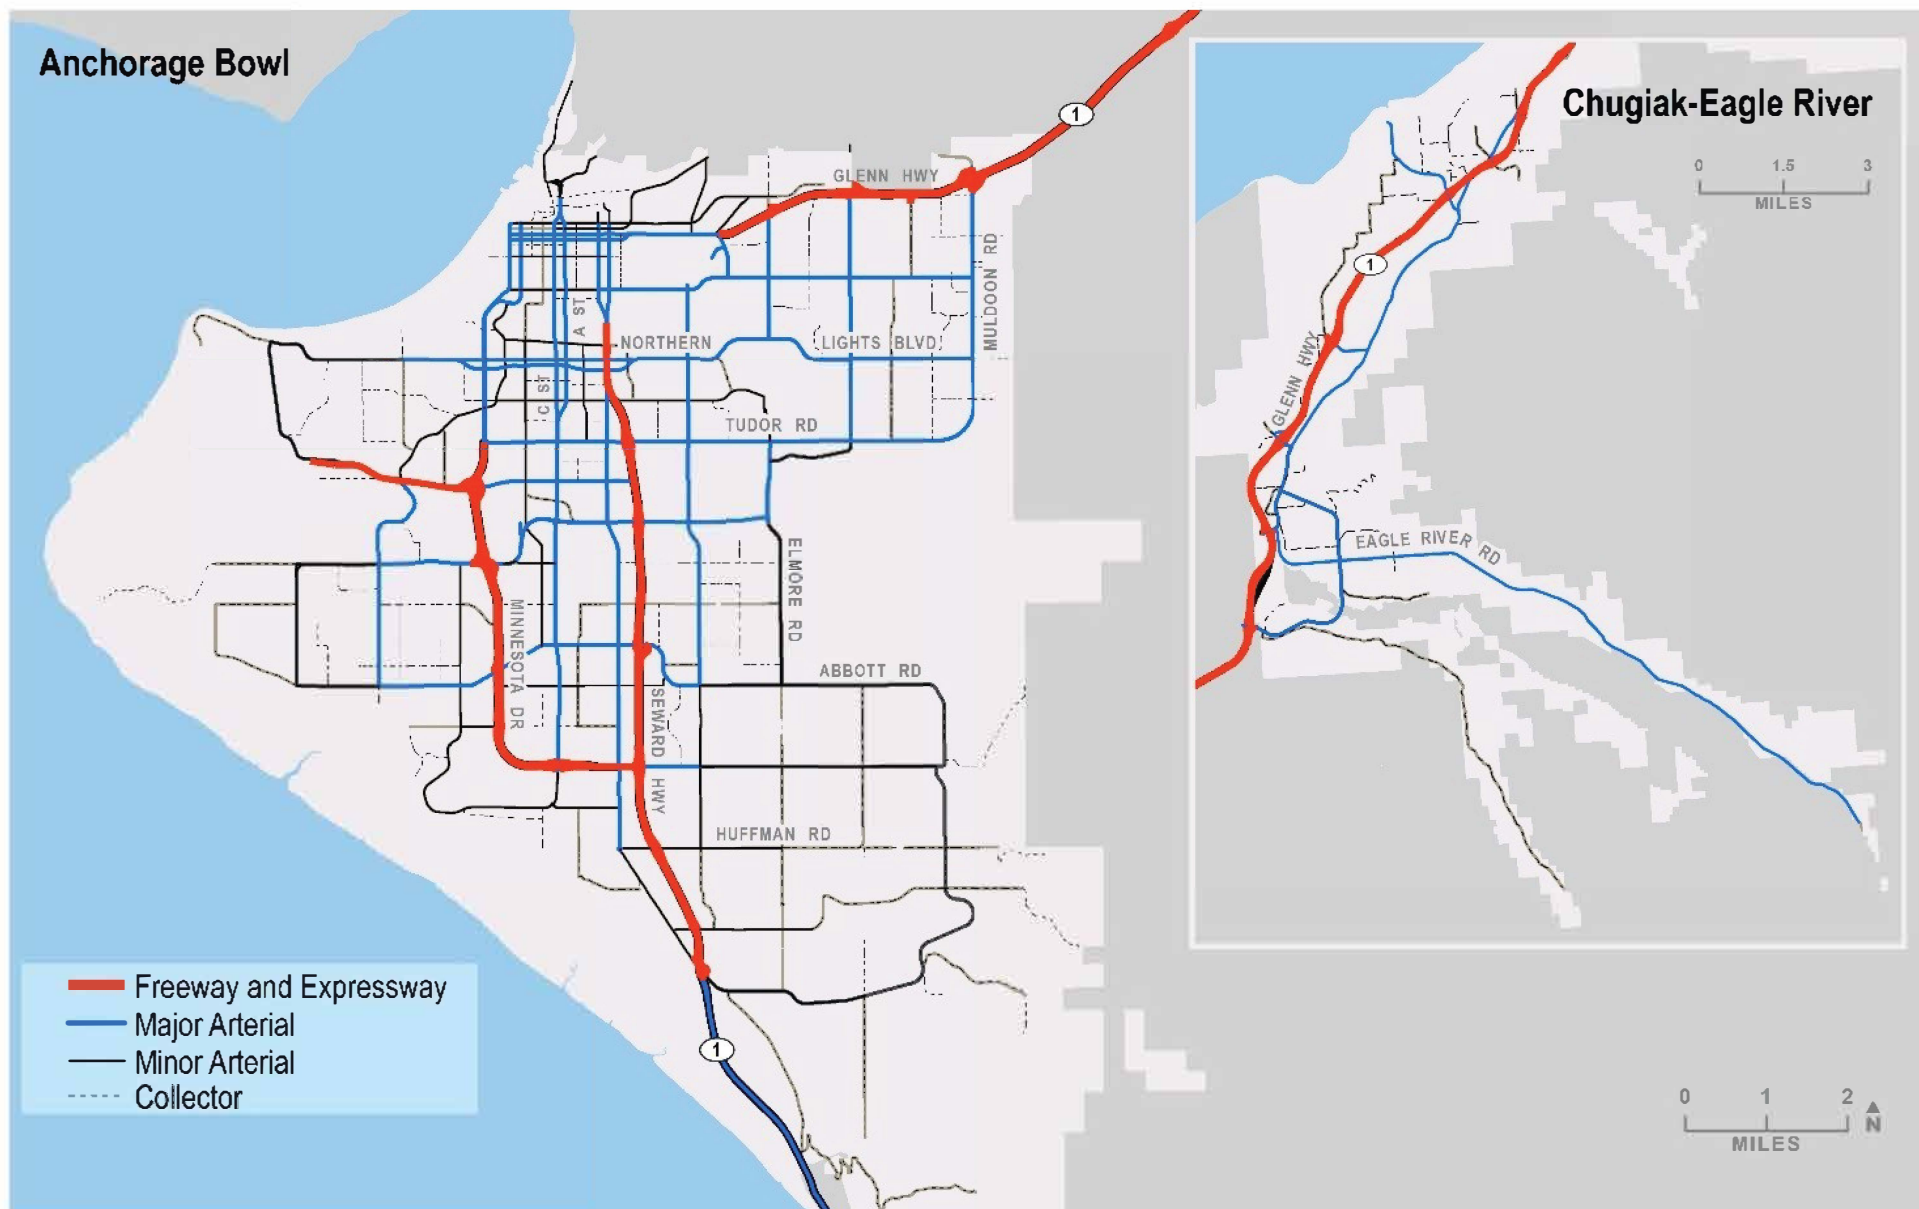 Anchorage Bowl
Chugiak-Eagle River
0 1.5 3
MILES
1
GLENN HWY
MULDOON RD
A ST
NORTHERN LIGHTS BLVD
C ST
TUDOR RD
ELMORE RD
MINNESOTA DR
ABBOTT RD
SEWARD HWY
HUFFMAN RD
1
1
GLENN HWY
EAGLE RIVER RD
Freeway and Expressway
Major Arterial
Minor Arterial
Collector
0 1 2
MILES
N